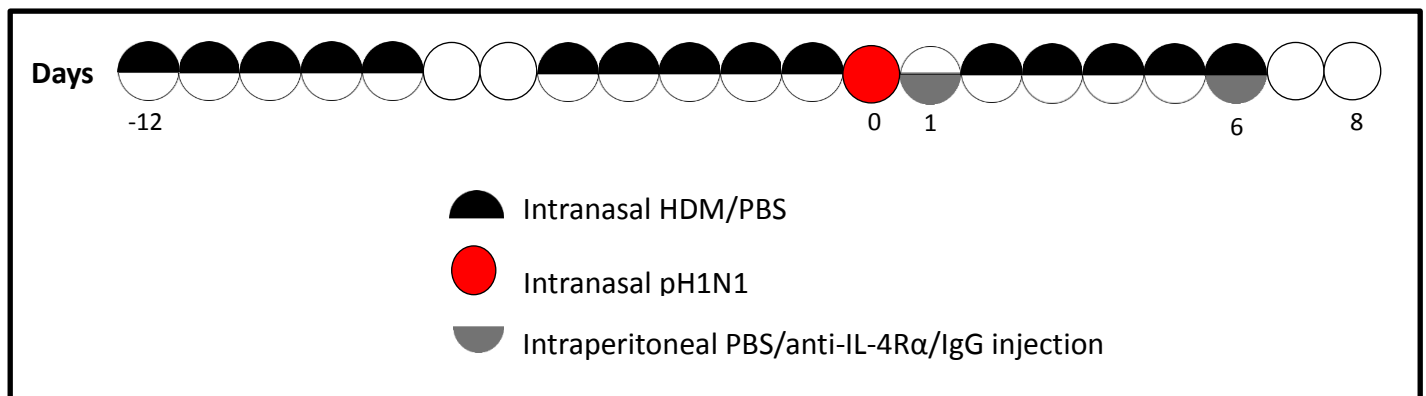 Days
-12 0 1 6 8
Intranasal HDM/PBS
Intranasal pH1N1
Intraperitoneal PBS/anti-IL-4Rα/IgG injection